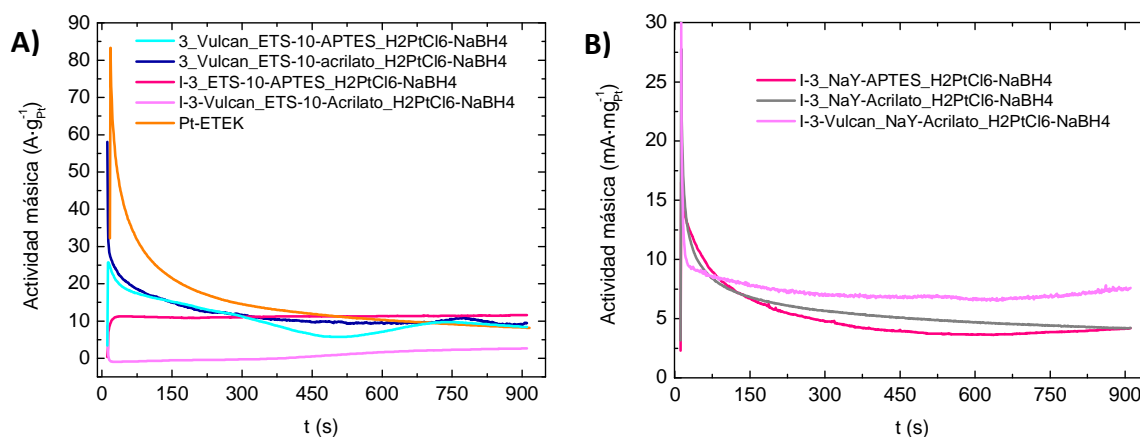 A)
90
80
70
60
50
40
30
20
10
0
Actividad másica (A·g⁻¹Pt)
3_Vulcan_ETS-10-APTES_H2PtCl6-NaBH4
3_Vulcan_ETS-10-acrilato_H2PtCl6-NaBH4
I-3_ETS-10-APTES_H2PtCl6-NaBH4
I-3-Vulcan_ETS-10-Acrilato_H2PtCl6-NaBH4
Pt-ETEK
0 150 300 450 600 750 900
t (s)
B)
30
25
20
15
10
5
0
Actividad másica (mA·mg⁻¹Pt)
I-3_NaY-APTES_H2PtCl6-NaBH4
I-3_NaY-Acrilato_H2PtCl6-NaBH4
I-3-Vulcan_NaY-Acrilato_H2PtCl6-NaBH4
0 150 300 450 600 750 900
t (s)